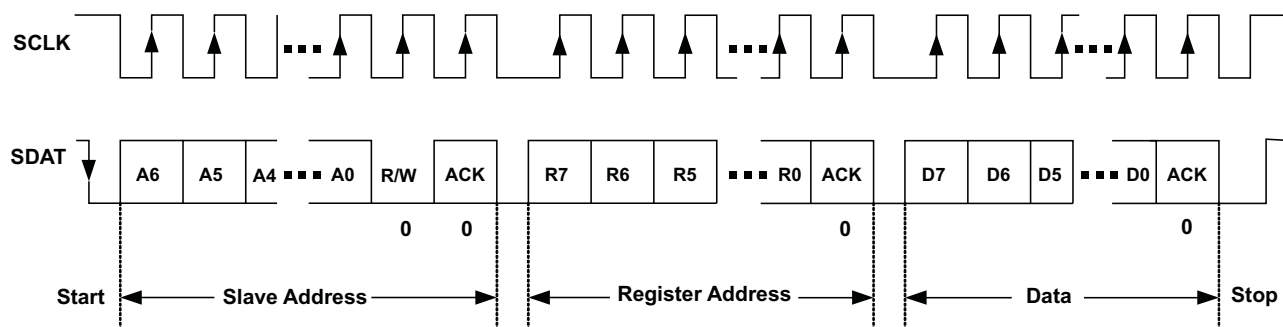 SCLK
SDAT
A6 A5 A4 A0 R/W ACK R7 R6 R5 R0 ACK D7 D6 D5 D0 ACK
0 0 0 0
Start Slave Address Register Address Data Stop